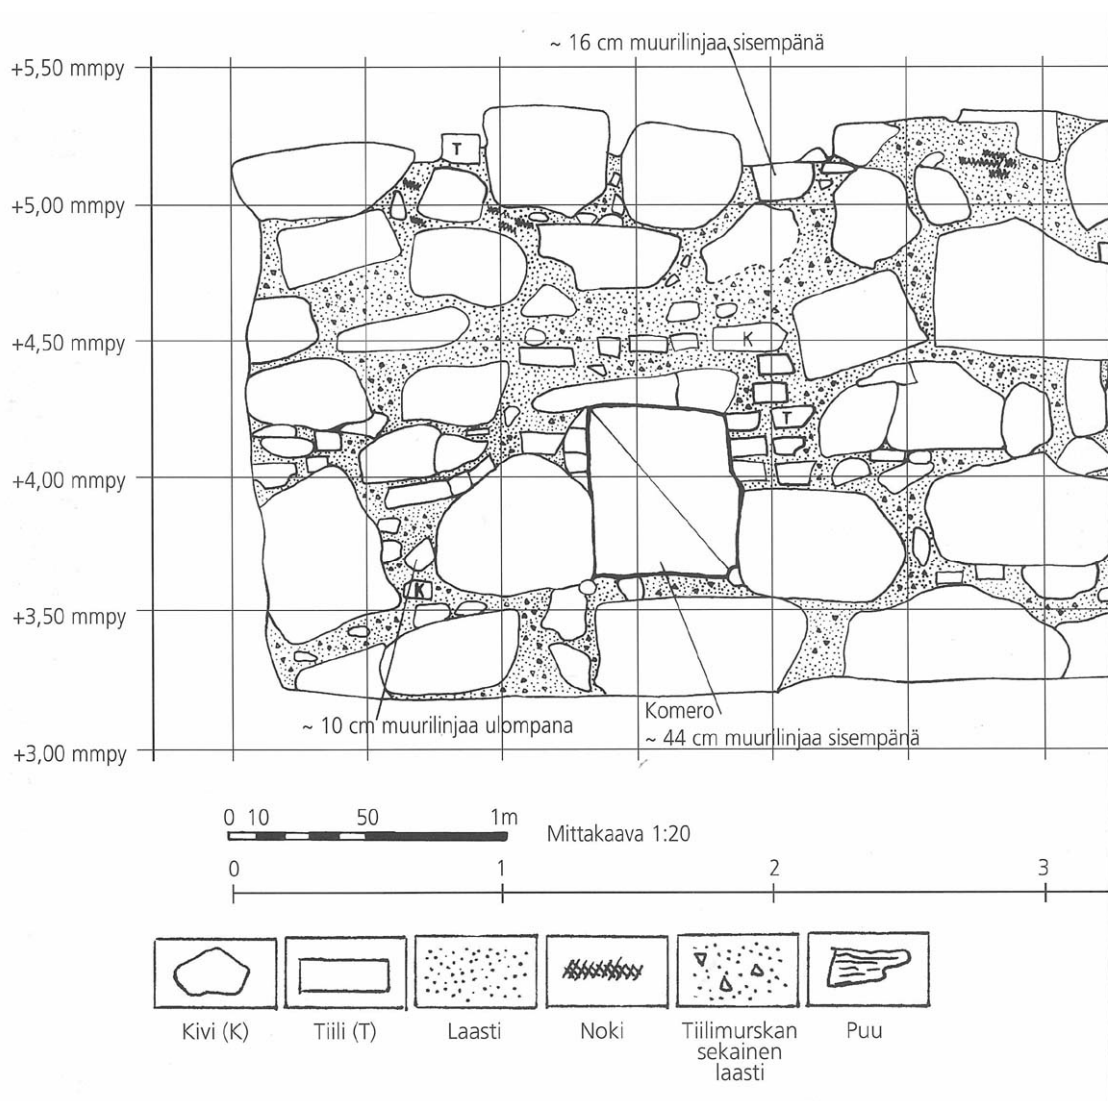 ~ 16 cm muurilinjaa sisempänä
+5,50 mmpy
T
+5,00 mmpy
+4,50 mmpy
K
T
+4,00 mmpy
K
+3,50 mmpy
Komero
~ 10 cm muurilinjaa ulompana
~ 44 cm muurilinjaa sisempänä
+3,00 mmpy
0 10 50 1m
Mittakaava 1:20
0 1 2 3
Kivi (K)
Tiili (T)
Laasti
Noki
Tiilimurskan
sekainen
laasti
Puu